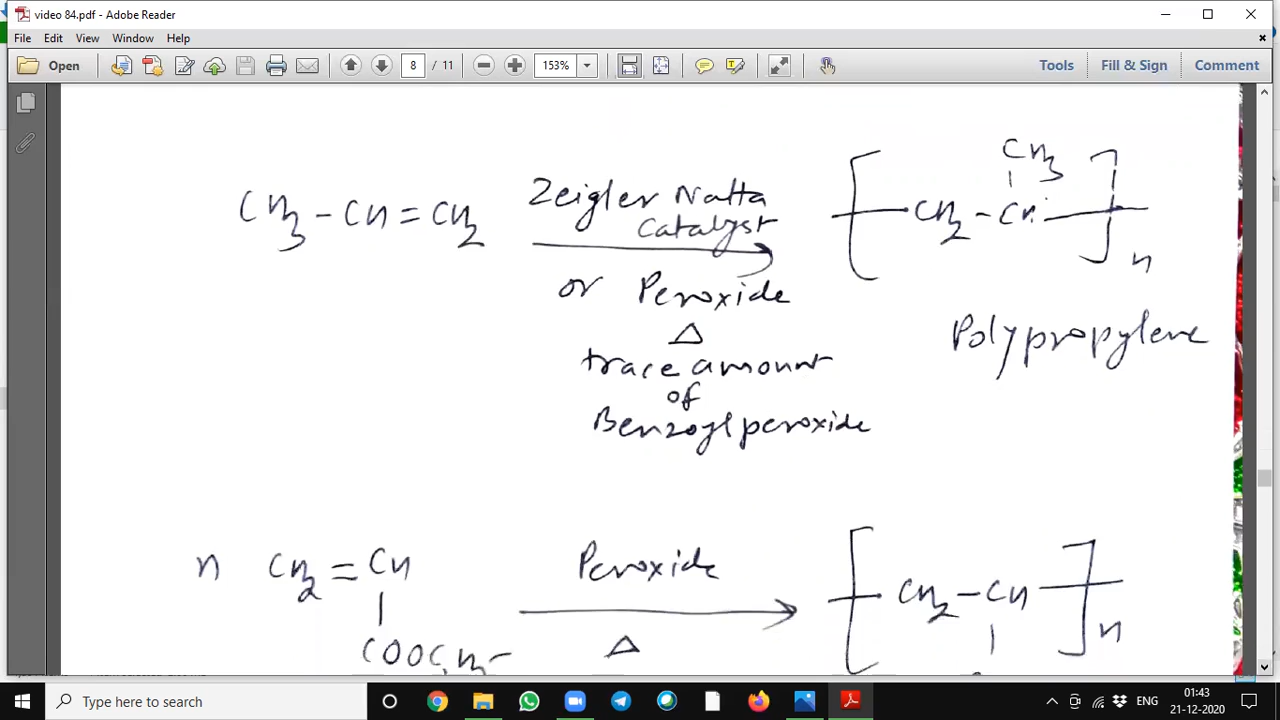 video 84.pdf - Adobe Reader
File Edit View Window Help
Open 8 / 11 153% Tools Fill & Sign Comment
CH3 - CH = CH2
Zeigler Natta
Catalyst
or Peroxide
Δ
trace amount
of
Benzoylperoxide
CH3
[ CH2 - CH ] n
Polypropylene
n CH2 = CH
COOC2H5
Peroxide
Δ
[ CH2 - CH ] n
Type here to search
ENG
01:43
21-12-2020